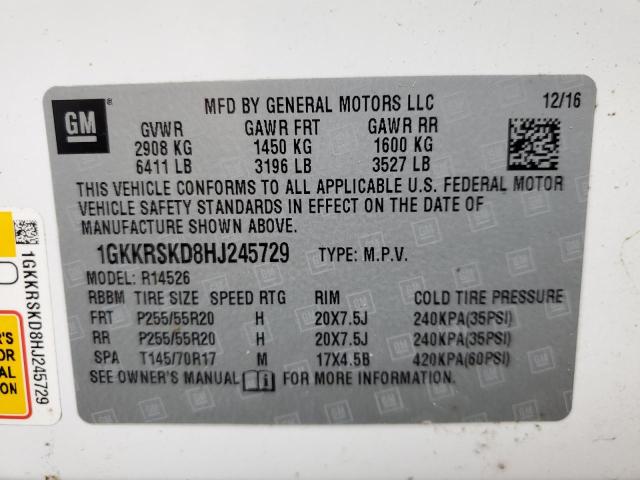 GM
MFD BY GENERAL MOTORS LLC 12/16
GVWR GAWR FRT GAWR RR
2908 KG 1450 KG 1600 KG
6411 LB 3196 LB 3527 LB
THIS VEHICLE CONFORMS TO ALL APPLICABLE U.S. FEDERAL MOTOR
VEHICLE SAFETY STANDARDS IN EFFECT ON THE DATE OF
MANUFACTURE SHOWN ABOVE.
1GKKRSKD8HJ245729 TYPE: M.P.V.
MODEL: R14526
RBBM TIRE SIZE SPEED RTG RIM COLD TIRE PRESSURE
FRT P255/55R20 H 20X7.5J 240KPA(35PSI)
RR P255/55R20 H 20X7.5J 240KPA(35PSI)
SPA T145/70R17 M 17X4.5B 420KPA(60PSI)
SEE OWNER'S MANUAL FOR MORE INFORMATION.
1GKKRSKD8HJ245729